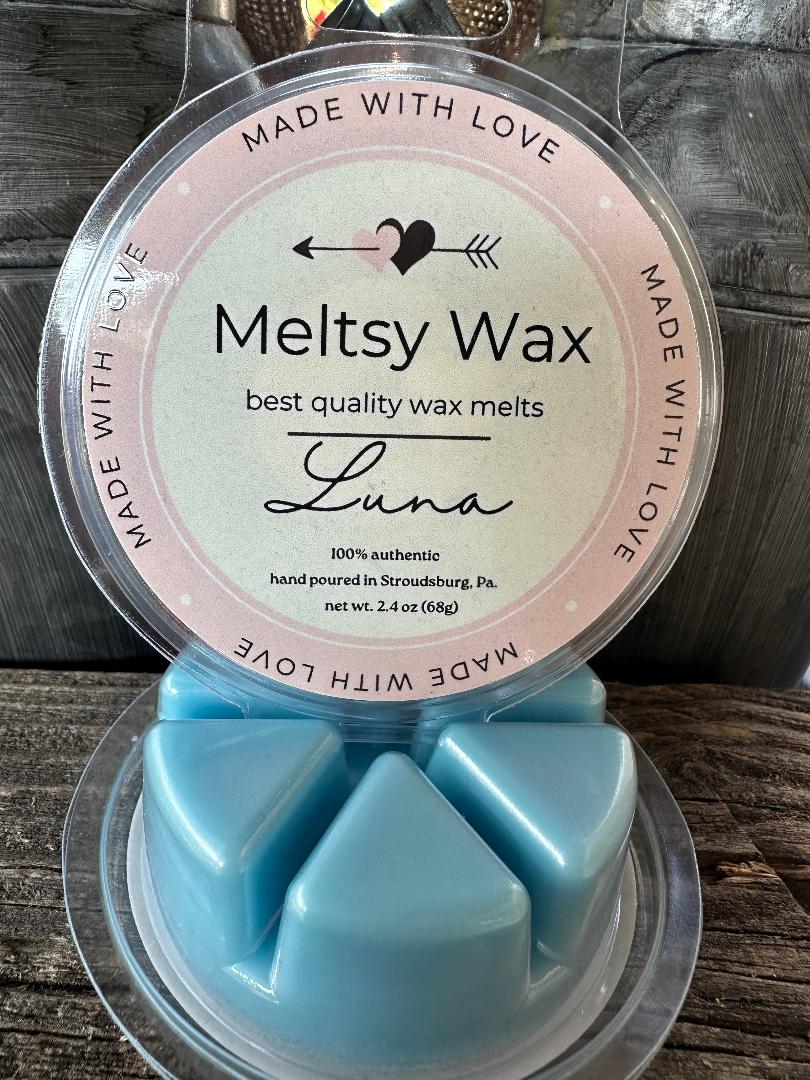 MADE WITH LOVE
MADE WITH LOVE
MADE WITH LOVE
Meltsy Wax
best quality wax melts
Luna
100% authentic
hand poured in Stroudsburg, Pa.
net wt. 2.4 oz (68g)
MADE WITH LOVE